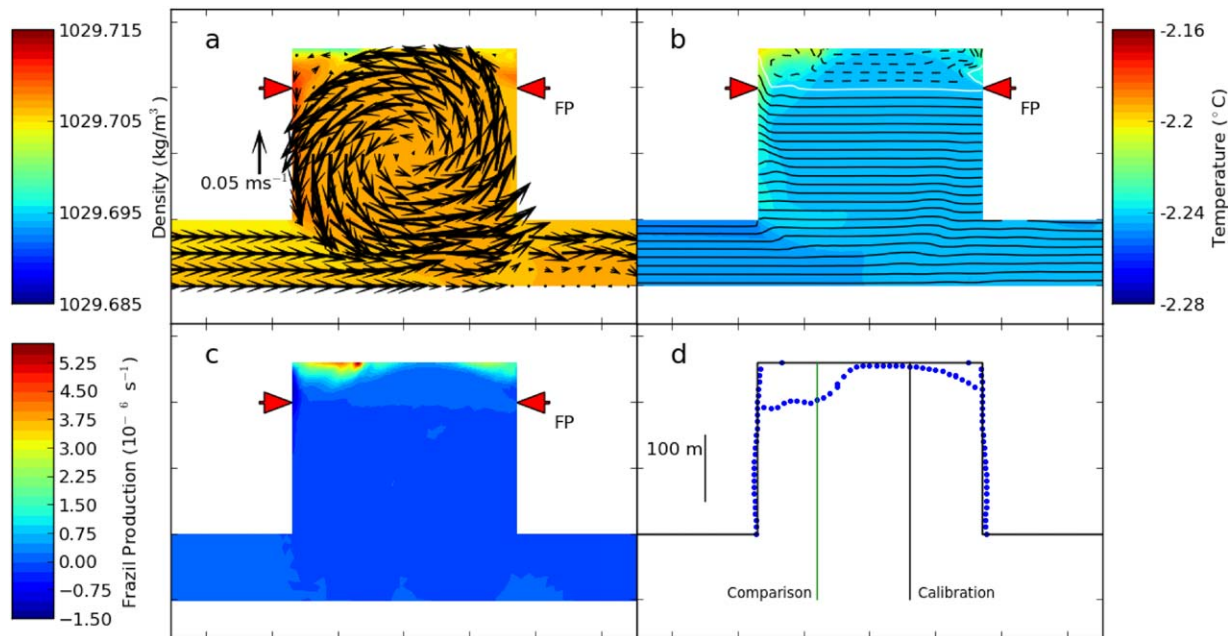 1029.715
1029.705
1029.695
1029.685
Density (kg/m³)
a
FP
0.05 ms⁻¹
b
FP
-2.16
-2.2
-2.24
-2.28
Temperature (°C)
5.25
4.50
3.75
3.00
2.25
1.50
0.75
0.00
-0.75
-1.50
Frazil Production (10⁻⁶ s⁻¹)
c
FP
d
100 m
Comparison
Calibration